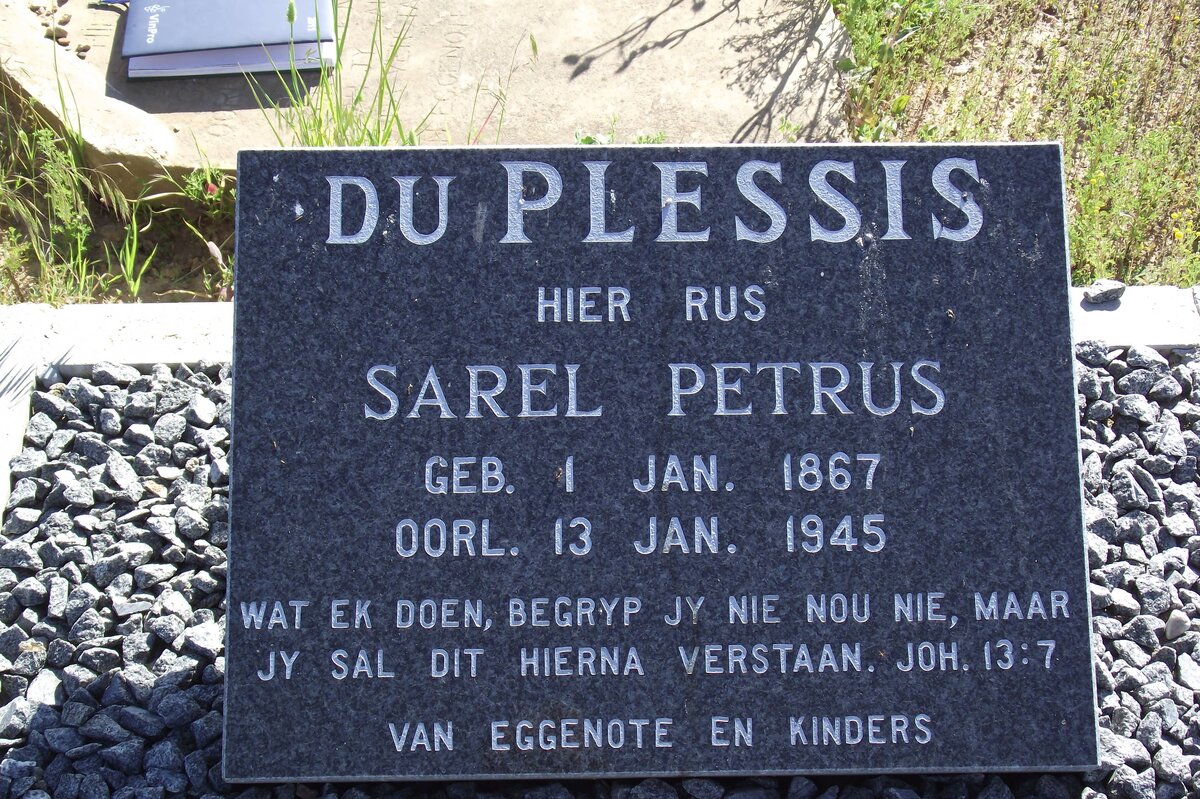 VinPro
DU PLESSIS
HIER RUS
SAREL PETRUS
GEB. 1 JAN. 1867
OORL. 13 JAN. 1945
WAT EK DOEN, BEGRYP JY NIE NOU NIE, MAAR
JY SAL DIT HIERNA VERSTAAN. JOH. 13:7
VAN EGGENOTE EN KINDERS